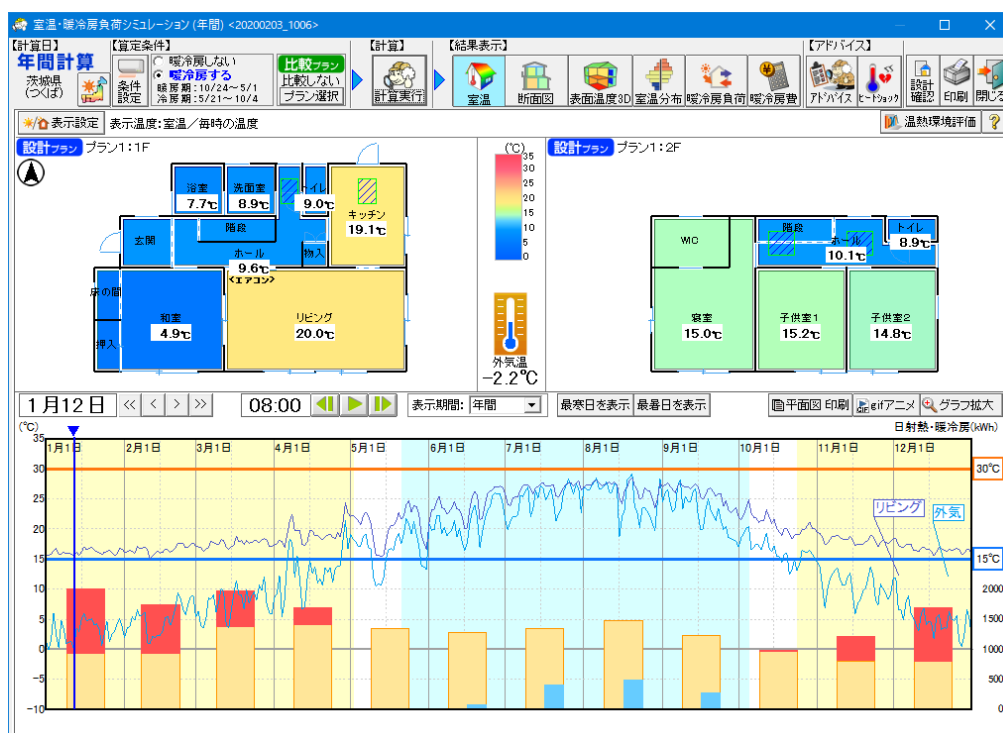 室温・暖冷房負荷シミュレーション (年間) <20200203_1006>
【計算日】
年間計算
茨城県
(つくば)
【算定条件】
条件
設定
暖冷房しない
暖冷房する
暖房期:10/24～5/1
冷房期:5/21～10/4
比較プラン
比較しない
プラン選択
【計算】
計算実行
【結果表示】
室温
断面図
表面温度3D
室温分布
暖冷房負荷
暖冷房費
【アドバイス】
アドバイス
ヒートショック
設計
確認
印刷
閉じる
表示設定
表示温度:室温/毎時の温度
温熱環境評価
?
設計プラン プラン1:1F
浴室
7.7℃
洗面室
8.9℃
トイレ
9.0℃
キッチン
19.1℃
玄関
階段
ホール
9.6℃
<エアコン>
物入
床の間
和室
4.9℃
押入
リビング
20.0℃
(℃)
35
30
25
20
15
10
5
0
外気温
-2.2℃
設計プラン プラン1:2F
WIC
階段
ホール
10.1℃
トイレ
8.9℃
寝室
15.0℃
子供室1
15.2℃
子供室2
14.8℃
1月12日
<<
<
>
>>
08:00
表示期間:
年間
最寒日を表示
最暑日を表示
平面図 印刷
gifアニメ
グラフ拡大
(℃)
日射熱・暖冷房(kWh)
35
30
25
20
15
10
5
0
-5
-10
1月1日
2月1日
3月1日
4月1日
5月1日
6月1日
7月1日
8月1日
9月1日
10月1日
11月1日
12月1日
リビング
外気
30℃
15℃
2000
1500
1000
500
0